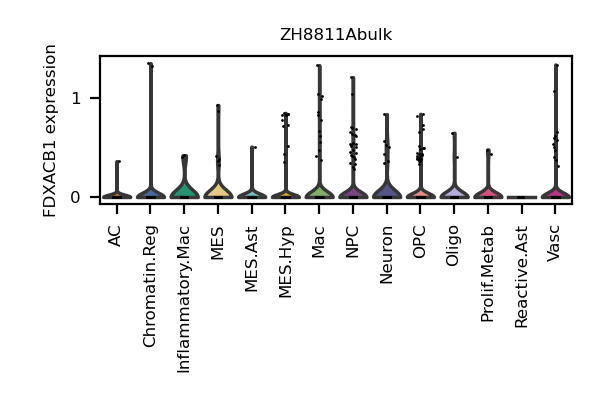 ZH8811Abulk
FDXACB1 expression
1
0
AC
Chromatin.Reg
Inflammatory.Mac
MES
MES.Ast
MES.Hyp
Mac
NPC
Neuron
OPC
Oligo
Prolif.Metab
Reactive.Ast
Vasc